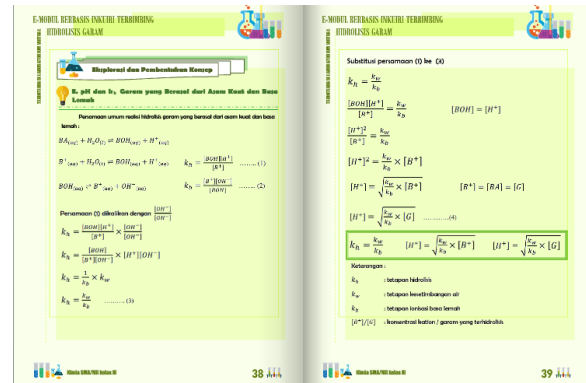 E-MODUL BERBASIS INKUIRI TERBIMBING
HIDROLISIS GARAM
Eksplorasi dan Pembentukan Konsep
B. pH dan kₕ Garam yang Berasal dari Asam Kuat dan Basa
Lemah
Persamaan umum reaksi hidrolisis garam yang berasal dari asam kuat dan basa
lemah :
BA(aq) + H₂O(l) ⇌ BOH(aq) + H⁺(aq)
B⁺(aq) + H₂O(l) ⇌ BOH(aq) + H⁺(aq) kₕ = [BOH][H⁺]/[B⁺] ........ (1)
BOH(aq) ⇌ B⁺(aq) + OH⁻(aq) kb = [B⁺][OH⁻]/[BOH] ........ (2)
Persamaan (1) dikalikan dengan [OH⁻]/[OH⁻]
kₕ = [BOH][H⁺]/[B⁺] × [OH⁻]/[OH⁻]
kₕ = [BOH]/[B⁺][OH⁻] × [H⁺][OH⁻]
kₕ = 1/kb × kw
kₕ = kw/kb ......... (3)
Kimia SMA/MA kelas XI
38
E-MODUL BERBASIS INKUIRI TERBIMBING
HIDROLISIS GARAM
Substitusi persamaan (1) ke (3)
kₕ = kw/kb
[BOH][H⁺]/[B⁺] = kw/kb [BOH] = [H⁺]
[H⁺]²/[B⁺] = kw/kb
[H⁺]² = kw/kb × [B⁺]
[H⁺] = √(kw/kb × [B⁺]) [B⁺] = [BA] = [G]
[H⁺] = √(kw/kb × [G]) ............(4)
kₕ = kw/kb [H⁺] = √(kw/kb × [B⁺]) [H⁺] = √(kw/kb × [G])
Keterangan :
kₕ : tetapan hidrolisis
kw : tetapan kesetimbangan air
kb : tetapan ionisasi basa lemah
[B⁺]/[G] : konsentrasi kation / garam yang terhidrolisis
Kimia SMA/MA kelas XI
39